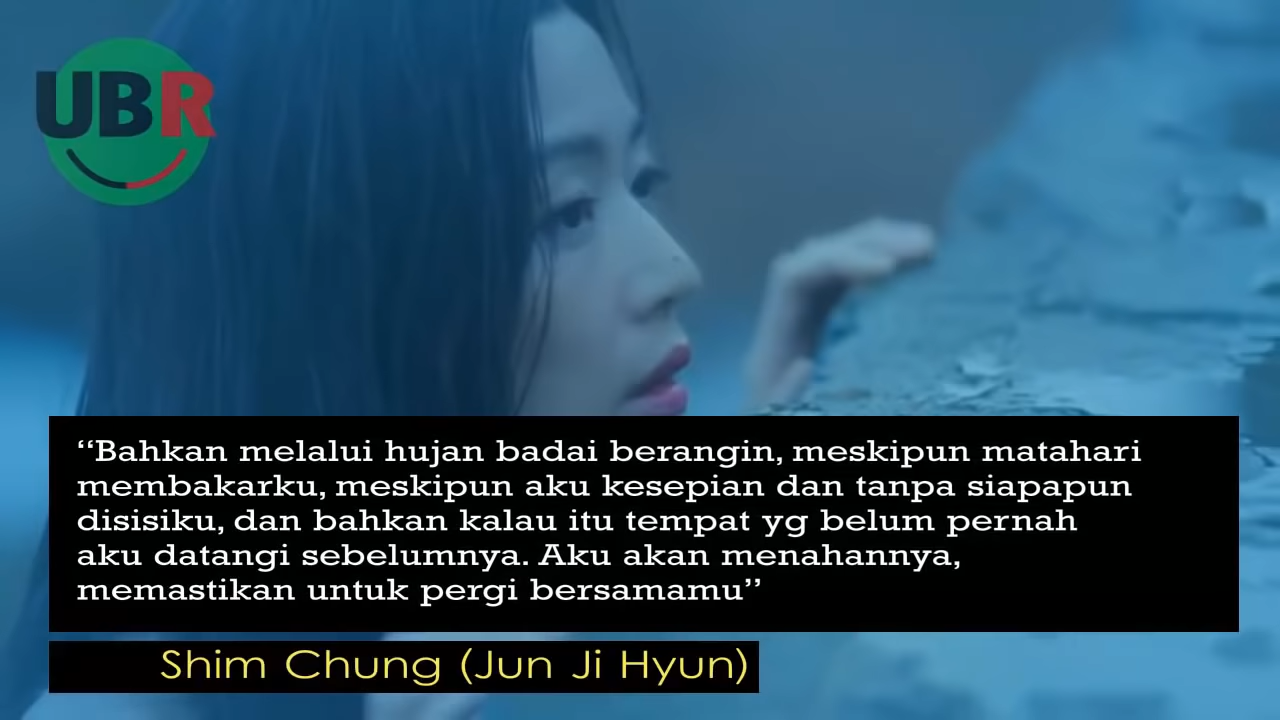 UBR
“Bahkan melalui hujan badai berangin, meskipun matahari
membakarku, meskipun aku kesepian dan tanpa siapapun
disisiku, dan bahkan kalau itu tempat yg belum pernah
aku datangi sebelumnya. Aku akan menahannya,
memastikan untuk pergi bersamamu”
Shim Chung (Jun Ji Hyun)